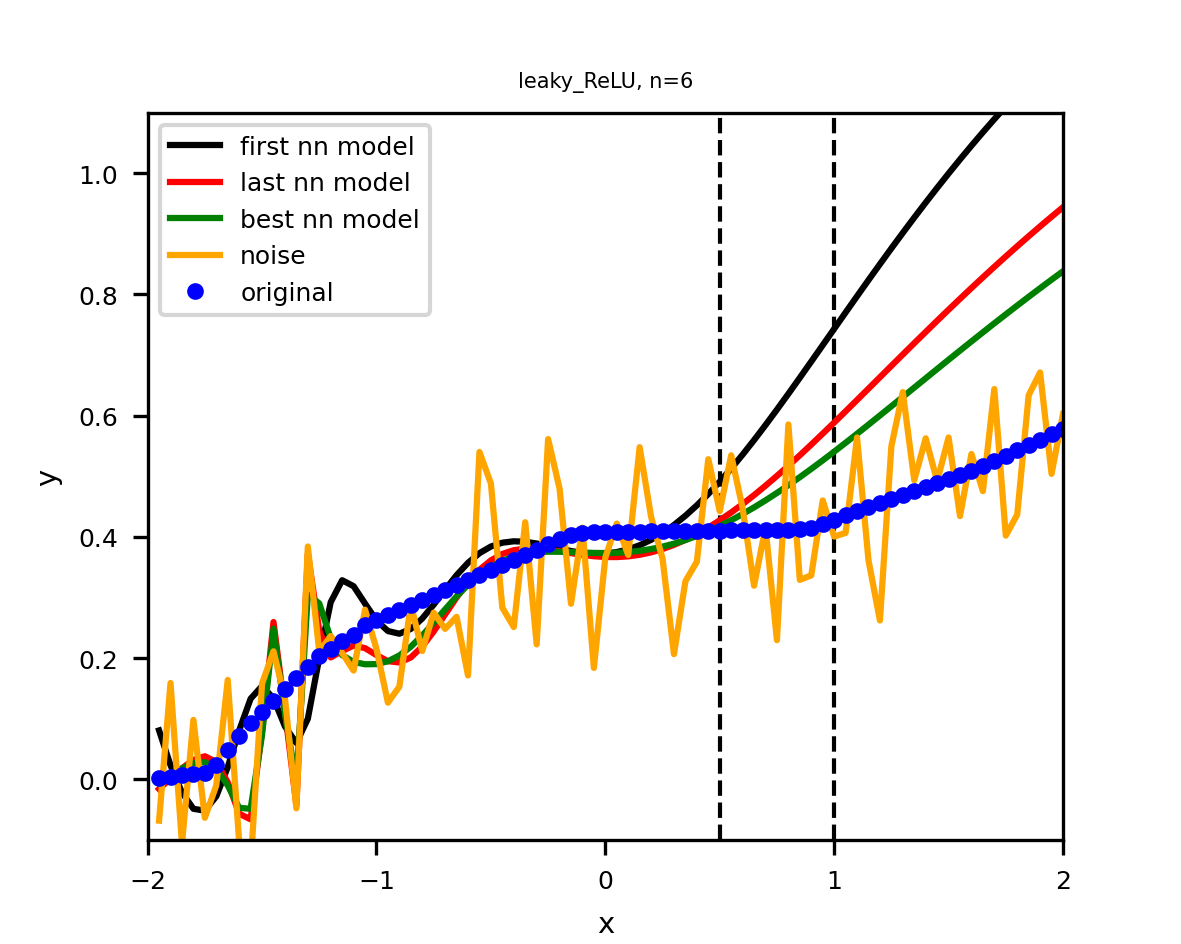 leaky_ReLU, n=6
first nn model
last nn model
best nn model
noise
original
1.0
0.8
0.6
0.4
0.2
0.0
y
−2
−1
0
1
2
x